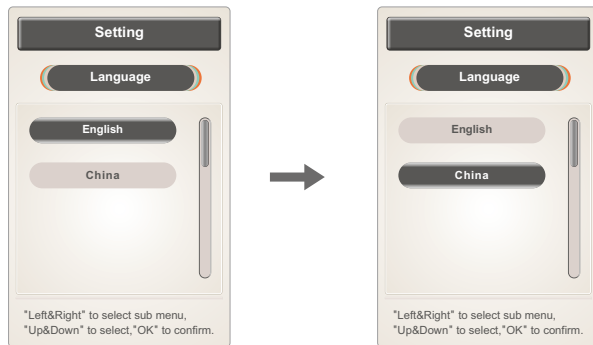 Setting
Language
English
China
"Left&Right" to select sub menu,
"Up&Down" to select,"OK" to confirm.
Setting
Language
English
China
"Left&Right" to select sub menu,
"Up&Down" to select,"OK" to confirm.